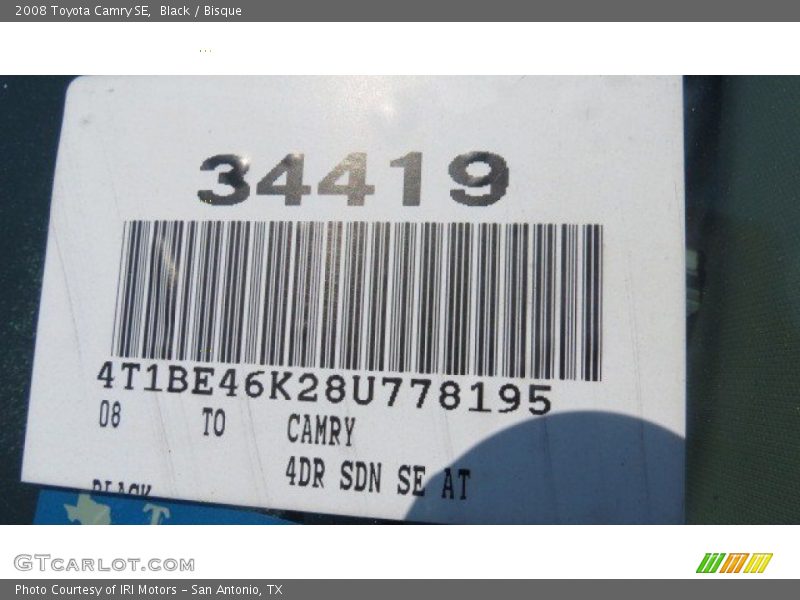 2008 Toyota Camry SE, Black / Bisque
34419
4T1BE46K28U778195
08 TO CAMRY
4DR SDN SE AT
BLACK
GTCARLOT.COM
Photo Courtesy of IRI Motors – San Antonio, TX